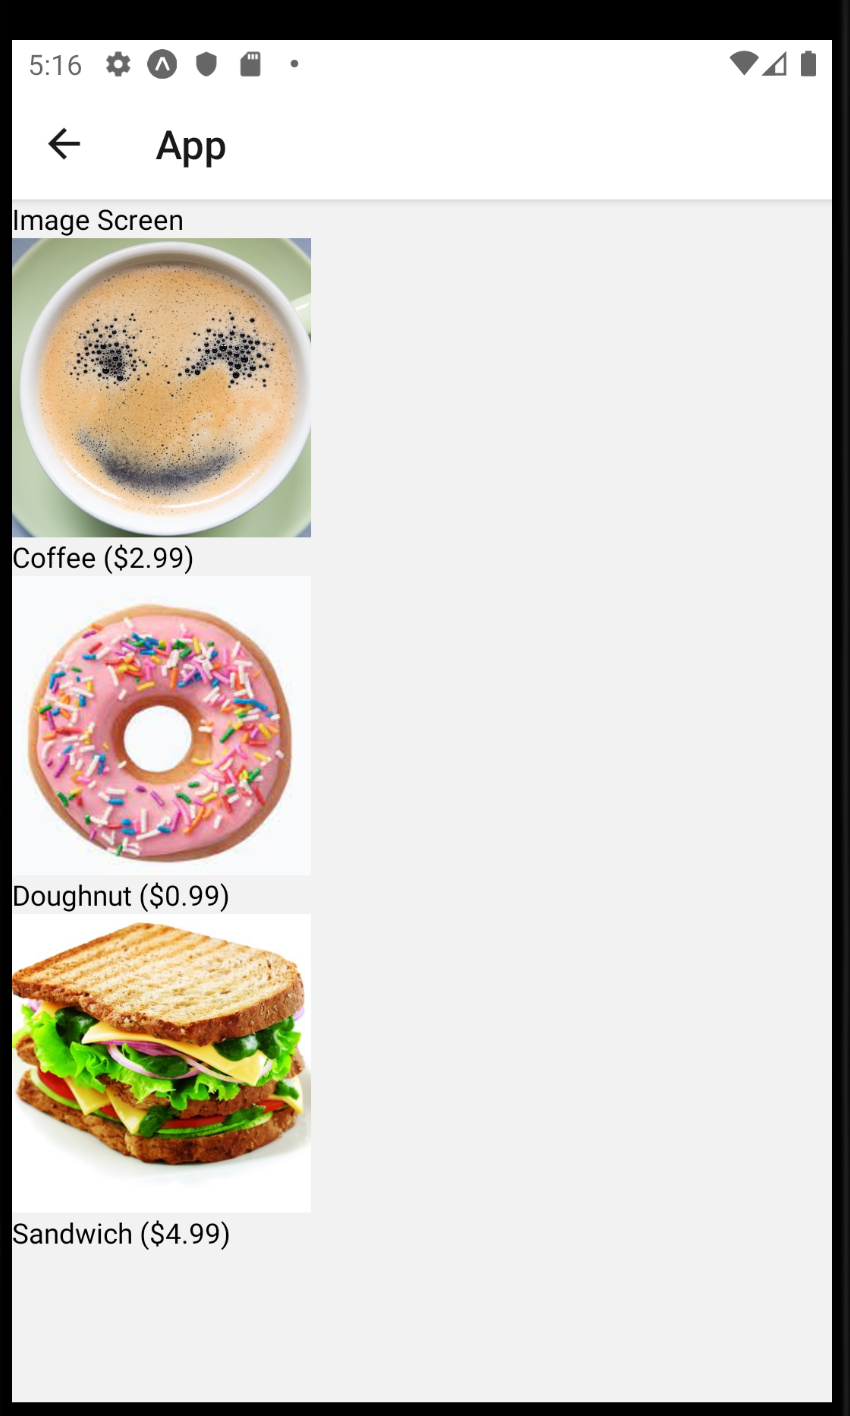 5:16
App
Image Screen
Coffee ($2.99)
Doughnut ($0.99)
Sandwich ($4.99)